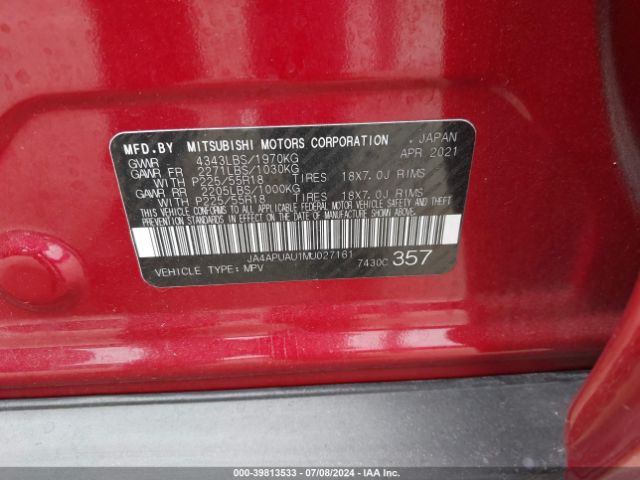 MFD.BY MITSUBISHI MOTORS CORPORATION . JAPAN
GVWR 4343LBS/1970KG APR.2021
GAWR FR 2271LBS/1030KG
WITH P225/55R18 TIRES 18X7.0J RIMS
GAWR RR 2205LBS/1000KG
WITH P225/55R18 TIRES 18X7.0J RIMS
THIS VEHICLE CONFORMS TO ALL APPLICABLE FEDERAL MOTOR VEHICLE SAFETY AND THEFT
PREVENTION STANDARDS IN EFFECT ON THE DATE OF MANUFACTURE SHOWN ABOVE.
JA4APUAU1MU027161
VEHICLE TYPE: MPV 7430C 357
000-39813533 - 07/08/2024 - IAA Inc.